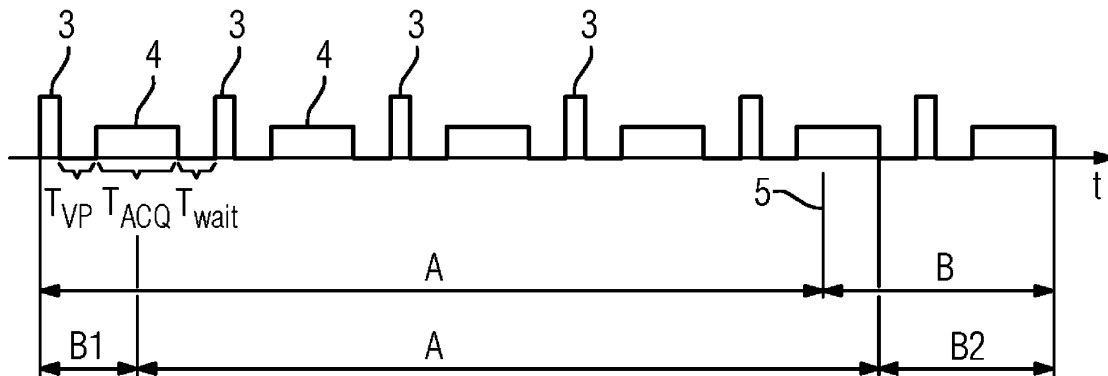 3 4 3 4 3 3
T_VP T_ACQ T_wait 5 t
A B
B1 A B2